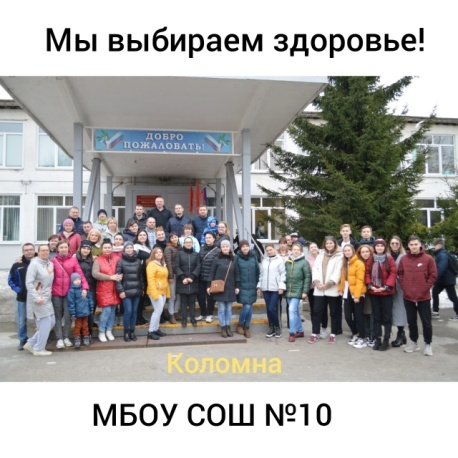 Мы выбираем здоровье!
ДОБРО
ПОЖАЛОВАТЬ!
Коломна
МБОУ СОШ №10